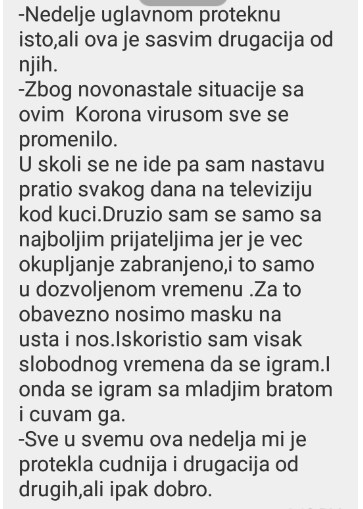 -Nedelje uglavnom proteknu
isto,ali ova je sasvim drugacija od
njih.
-Zbog novonastale situacije sa
ovim  Korona virusom sve se
promenilo.
U skoli se ne ide pa sam nastavu
pratio svakog dana na televiziju
kod kuci.Druzio sam se samo sa
najboljim prijateljima jer je vec
okupljanje zabranjeno,i to samo
u dozvoljenom vremenu .Za to
obavezno nosimo masku na
usta i nos.Iskoristio sam visak
slobodnog vremena da se igram.I
onda se igram sa mladjim bratom
i cuvam ga.
-Sve u svemu ova nedelja mi je
protekla cudnija i drugacija od
drugih,ali ipak dobro.